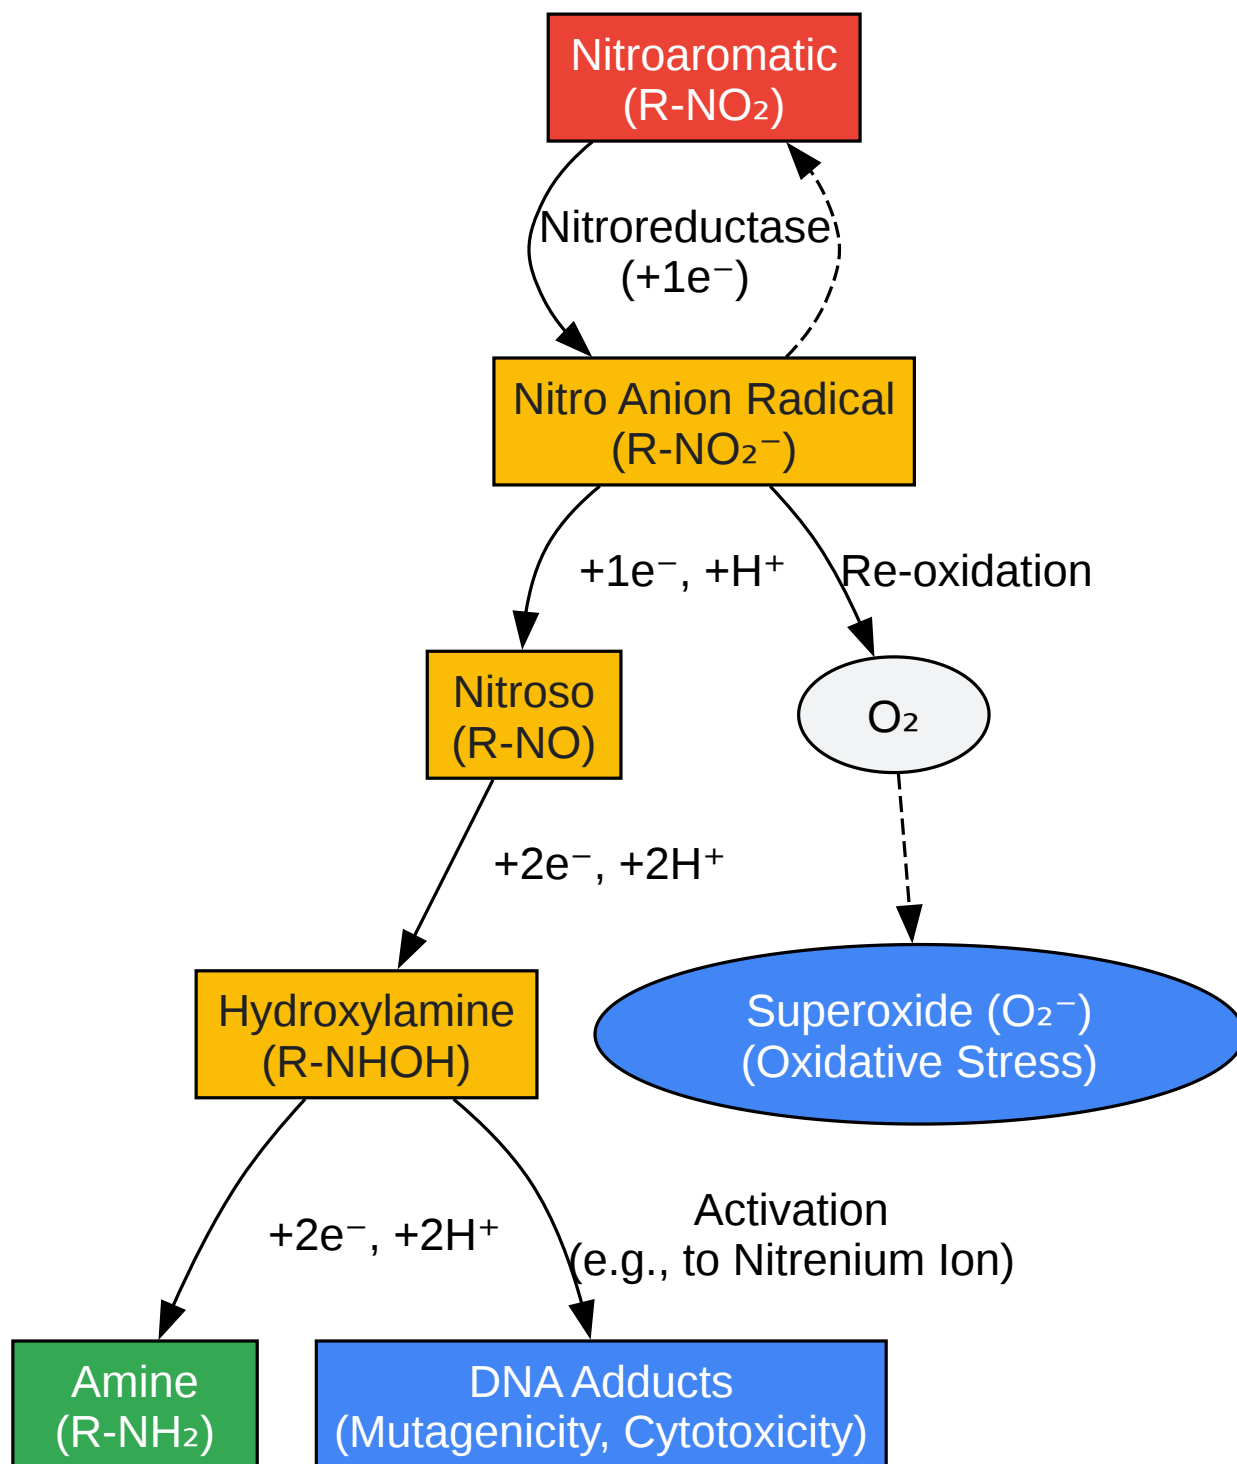 Nitroaromatic
(R-NO₂)
Nitroreductase
(+1e⁻)
Nitro Anion Radical
(R-NO₂⁻)
+1e⁻, +H⁺
Re-oxidation
Nitroso
(R-NO)
O₂
+2e⁻, +2H⁺
Hydroxylamine
(R-NHOH)
Superoxide (O₂⁻)
(Oxidative Stress)
+2e⁻, +2H⁺
Activation
(e.g., to Nitrenium Ion)
Amine
(R-NH₂)
DNA Adducts
(Mutagenicity, Cytotoxicity)